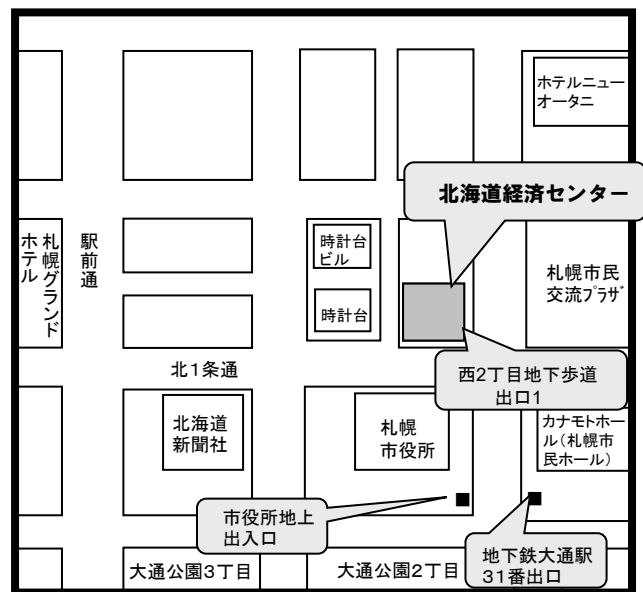 ホテルニュー
オータニ
北海道経済センター
札幌グランド
ホテル
駅前通
時計台
ビル
時計台
札幌市民
交流プラザ
北1条通
西2丁目地下歩道
出口1
北海道
新聞社
札幌
市役所
カナモトホー
ル(札幌市
民ホール)
市役所地上
出入口
地下鉄大通駅
31番出口
大通公園3丁目
大通公園2丁目